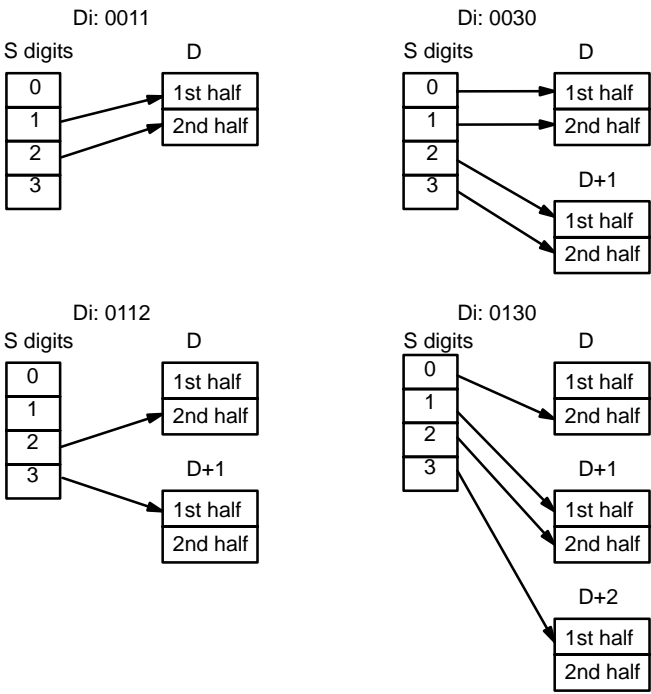 Di: 0011
S digits D
0
1
2
3
1st half
2nd half
Di: 0030
S digits D
0
1
2
3
1st half
2nd half
D+1
1st half
2nd half
Di: 0112
S digits D
0
1
2
3
1st half
2nd half
D+1
1st half
2nd half
Di: 0130
S digits D
0
1
2
3
1st half
2nd half
D+1
1st half
2nd half
D+2
1st half
2nd half